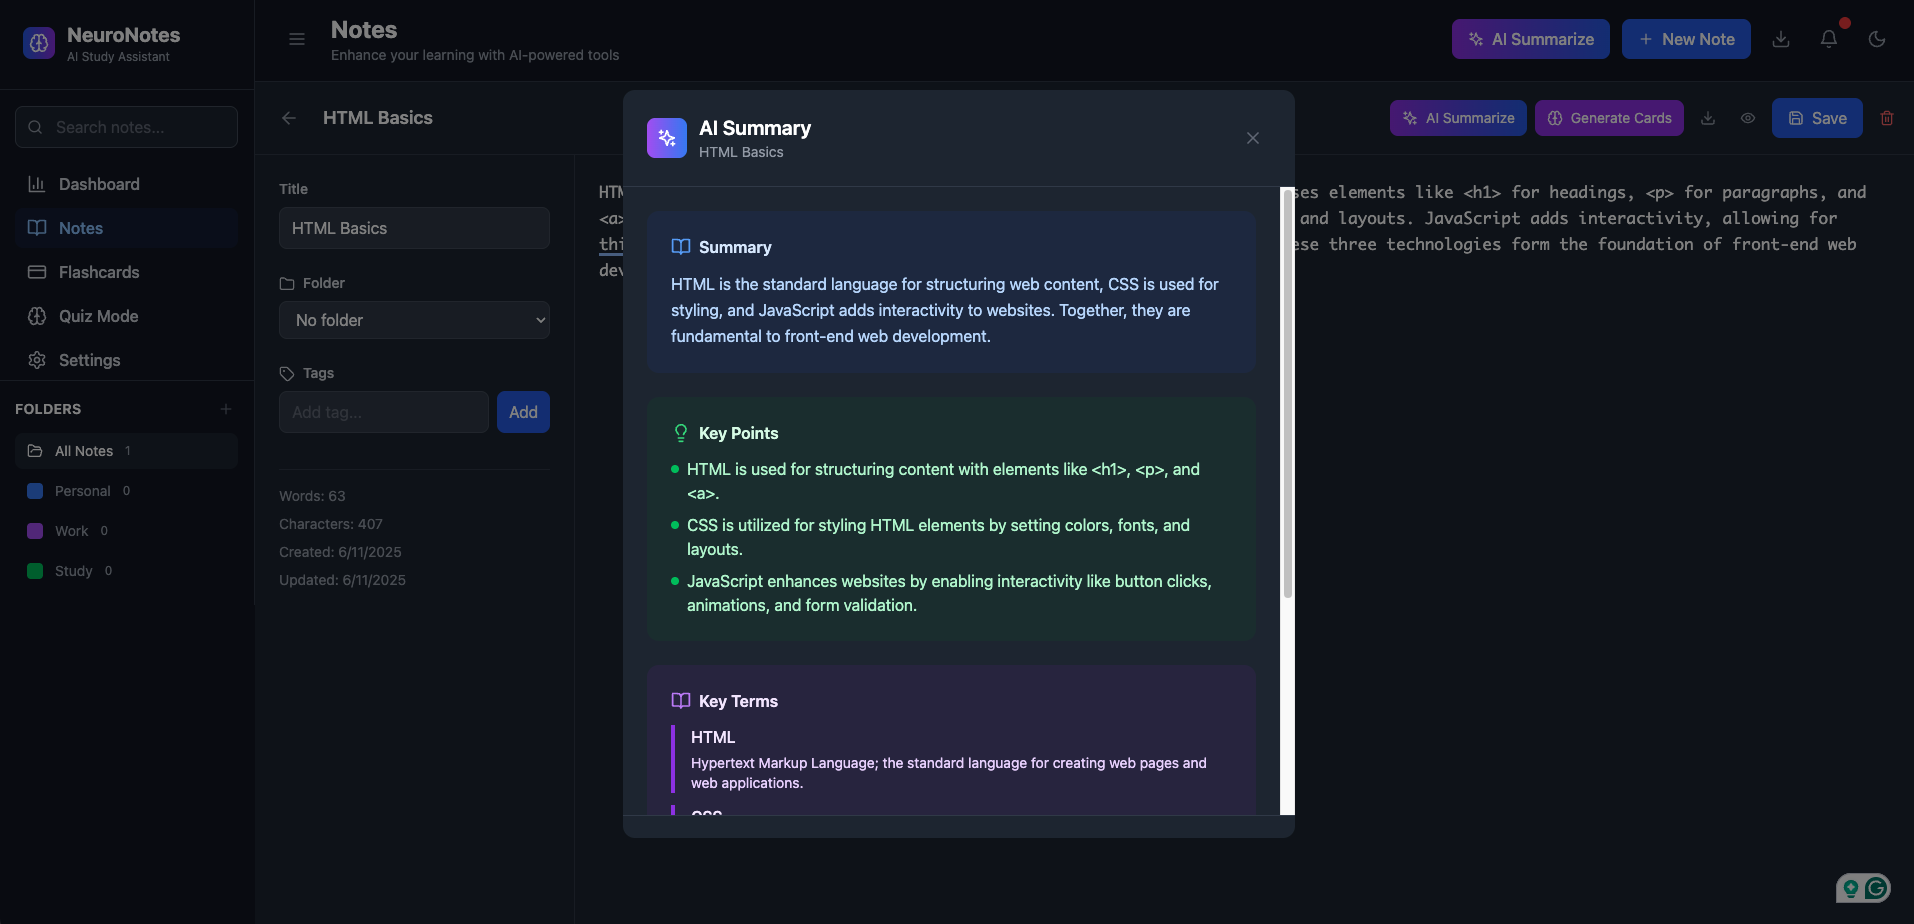 NeuroNotes
AI Study Assistant
Search notes...
Dashboard
Notes
Flashcards
Quiz Mode
Settings
FOLDERS
All Notes 1
Personal 0
Work 0
Study 0
Notes
Enhance your learning with AI-powered tools
AI Summarize
New Note
HTML Basics
AI Summarize
Generate Cards
Save
Title
HTML Basics
Folder
No folder
Tags
Add tag...
Add
Words: 63
Characters: 407
Created: 6/11/2025
Updated: 6/11/2025
elements like <h1> for headings, <p> for paragraphs, and
<a>
and layouts. JavaScript adds interactivity, allowing for
three technologies form the foundation of front-end web
AI Summary
HTML Basics
Summary
HTML is the standard language for structuring web content, CSS is used for
styling, and JavaScript adds interactivity to websites. Together, they are
fundamental to front-end web development.
Key Points
HTML is used for structuring content with elements like <h1>, <p>, and
<a>.
CSS is utilized for styling HTML elements by setting colors, fonts, and
layouts.
JavaScript enhances websites by enabling interactivity like button clicks,
animations, and form validation.
Key Terms
HTML
Hypertext Markup Language; the standard language for creating web pages and
web applications.